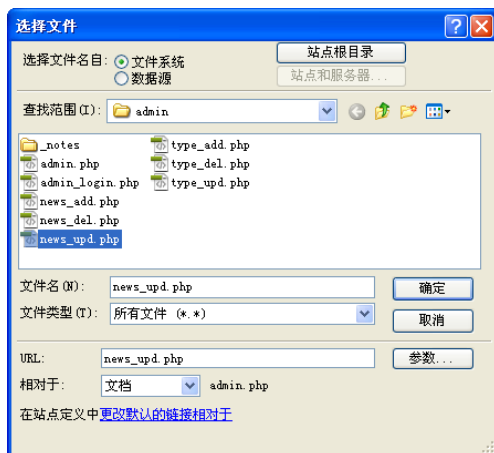 选择文件
选择文件名自: 文件系统 站点根目录
数据源 站点和服务器...
查找范围(I): admin
_notes type_add.php
admin.php type_del.php
admin_login.php type_upd.php
news_add.php
news_del.php
news_upd.php
文件名(N): news_upd.php 确定
文件类型(T): 所有文件 (*.*) 取消
URL: news_upd.php 参数...
相对于: 文档 admin.php
在站点定义中更改默认的链接相对于